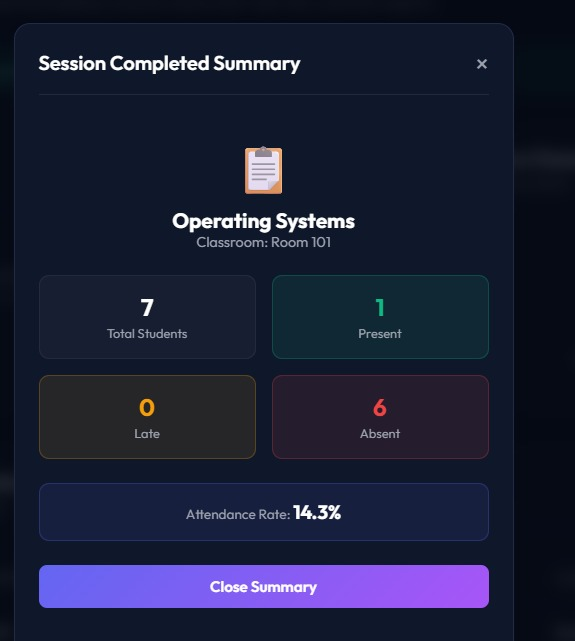 Session Completed Summary ×
Operating Systems
Classroom: Room 101
7
Total Students
1
Present
0
Late
6
Absent
Attendance Rate: 14.3%
Close Summary